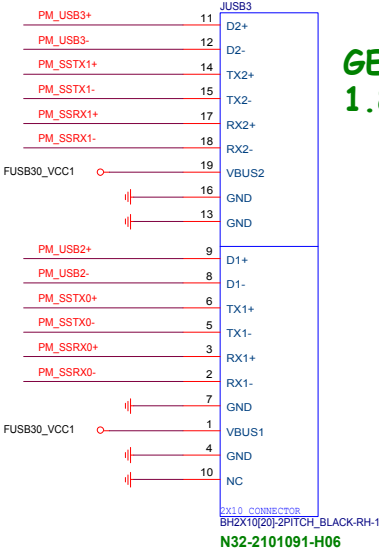 JUSB3
PM_USB3+ 11 D2+
PM_USB3- 12 D2-
PM_SSTX1+ 14 TX2+
PM_SSTX1- 15 TX2-
PM_SSRX1+ 17 RX2+
PM_SSRX1- 18 RX2-
FUSB30_VCC1 19 VBUS2
16 GND
13 GND
GE
1.
PM_USB2+ 9 D1+
PM_USB2- 8 D1-
PM_SSTX0+ 6 TX1+
PM_SSTX0- 5 TX1-
PM_SSRX0+ 3 RX1+
PM_SSRX0- 2 RX1-
7 GND
FUSB30_VCC1 1 VBUS1
4 GND
10 NC
2X10 CONNECTOR
BH2X10[20]-2PITCH_BLACK-RH-1
N32-2101091-H06